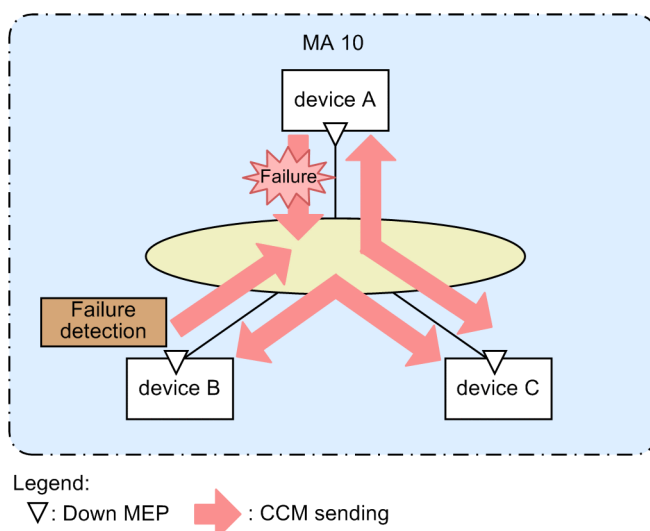 MA 10
device A
Failure
Failure
detection
device B
device C
Legend:
: Down MEP
: CCM sending